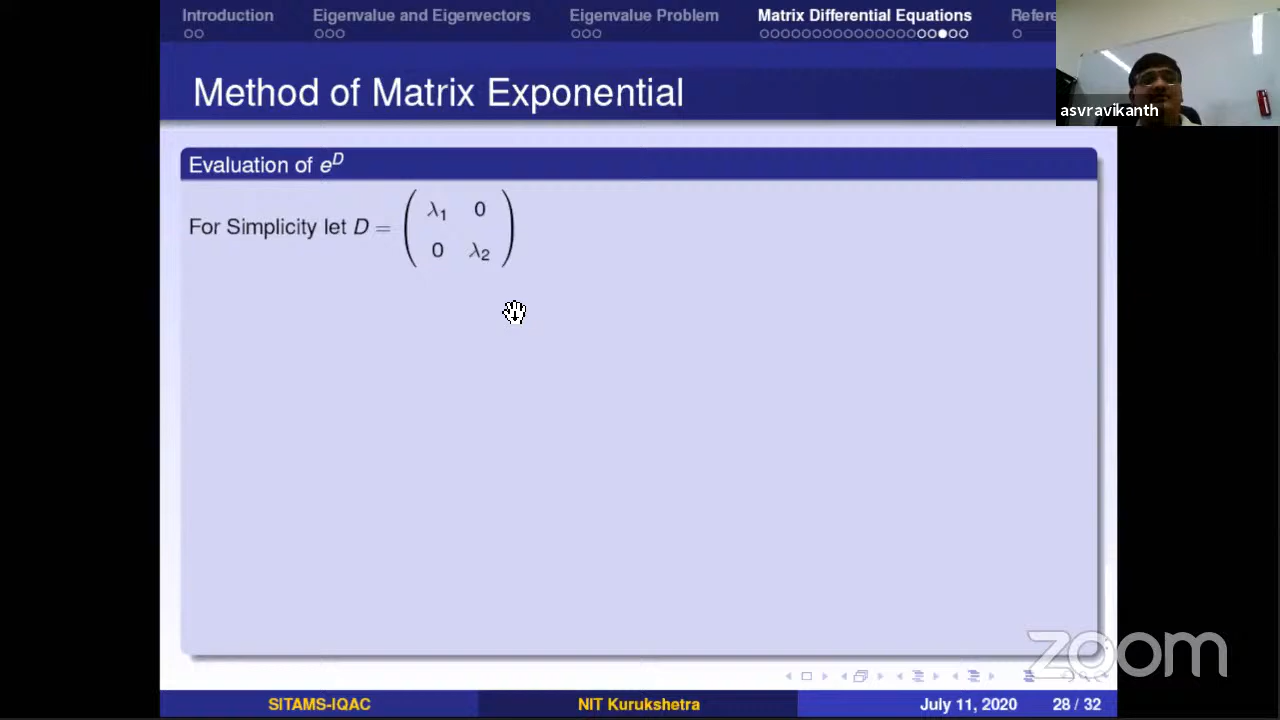 Introduction Eigenvalue and Eigenvectors Eigenvalue Problem Matrix Differential Equations
asvravikanth
Method of Matrix Exponential
Evaluation of e^D
For Simplicity let D = ( λ₁ 0
0 λ₂ )
zoom
SITAMS-IQAC NIT Kurukshetra July 11, 2020 28 / 32